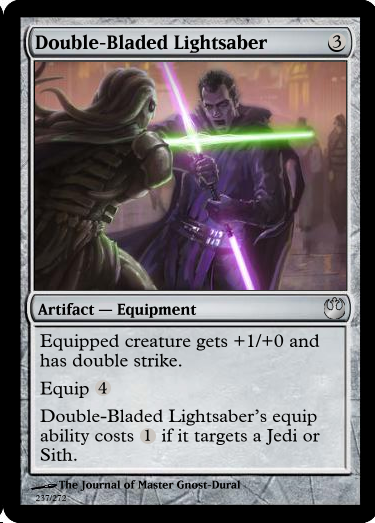 Double-Bladed Lightsaber 3
Artifact — Equipment
Equipped creature gets +1/+0 and
has double strike.
Equip 4
Double-Bladed Lightsaber's equip
ability costs 1 if it targets a Jedi or
Sith.
The Journal of Master Gnost-Dural
237/272